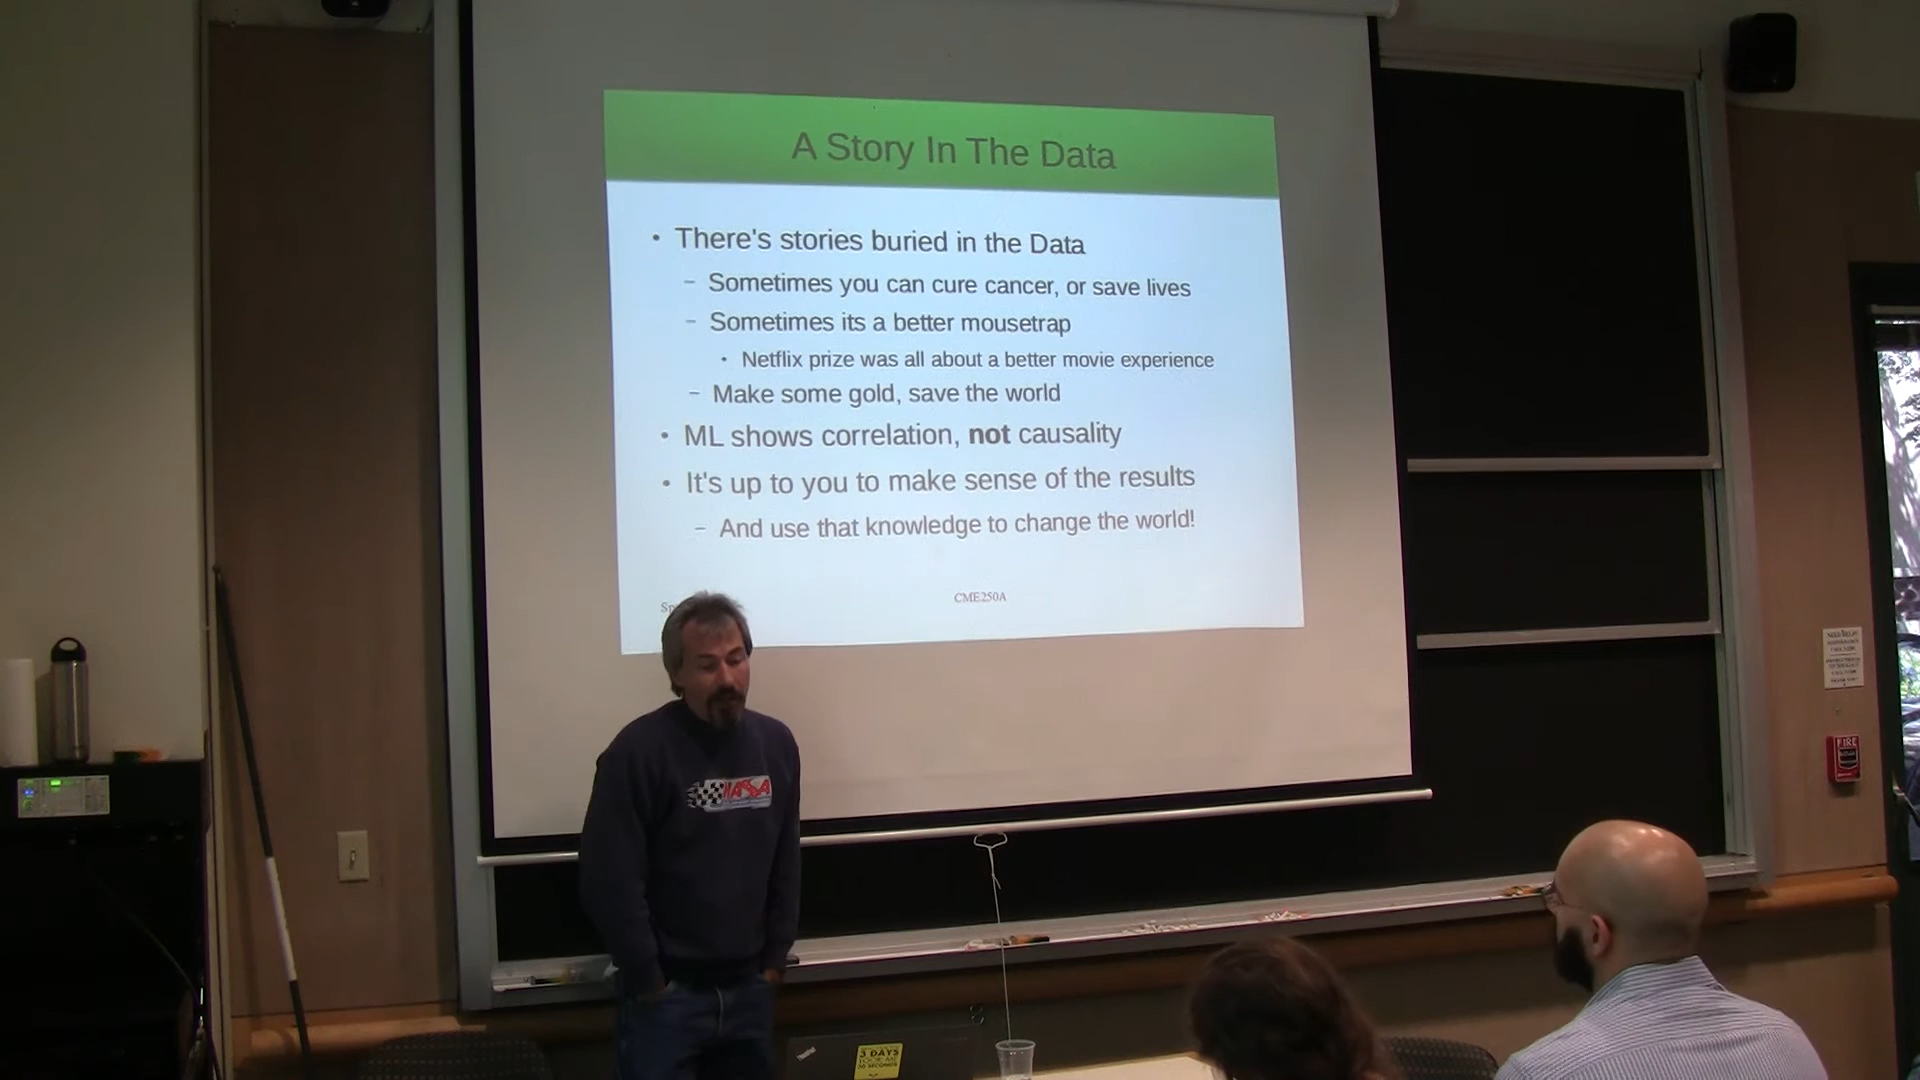 A Story In The Data
• There's stories buried in the Data
– Sometimes you can cure cancer, or save lives
– Sometimes its a better mousetrap
• Netflix prize was all about a better movie experience
– Make some gold, save the world
• ML shows correlation, not causality
• It's up to you to make sense of the results
– And use that knowledge to change the world!
CME250A
NASA
FIRE
3 DAYS